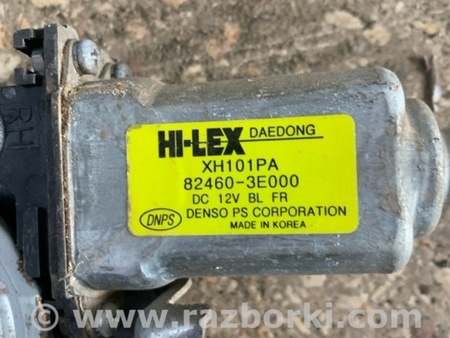 HI-LEX DAEDONG
XH101PA
82460-3E000
DC 12V BL FR
DNPS DENSO PS CORPORATION
MADE IN KOREA
RH
www.razborki.com